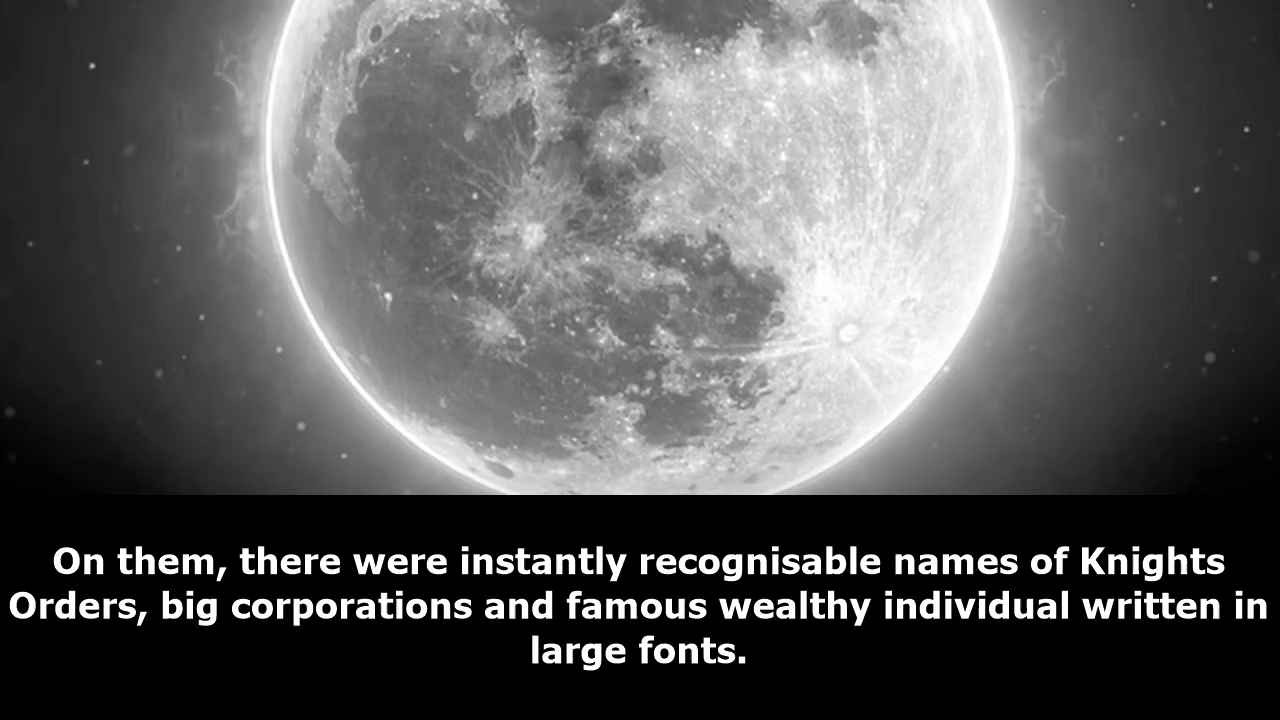 On them, there were instantly recognisable names of Knights
Orders, big corporations and famous wealthy individual written in
large fonts.